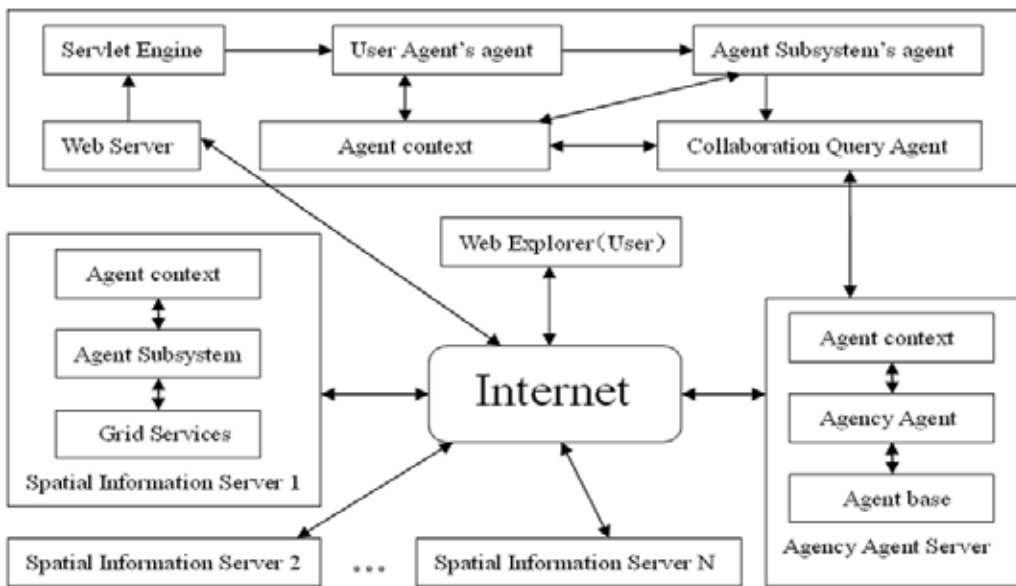 Servlet Engine
User Agent's agent
Agent Subsystem's agent
Web Server
Agent context
Collaboration Query Agent
Web Explorer(User)
Agent context
Agent Subsystem
Grid Services
Spatial Information Server 1
Internet
Agent context
Agency Agent
Agent base
Agency Agent Server
Spatial Information Server 2
...
Spatial Information Server N